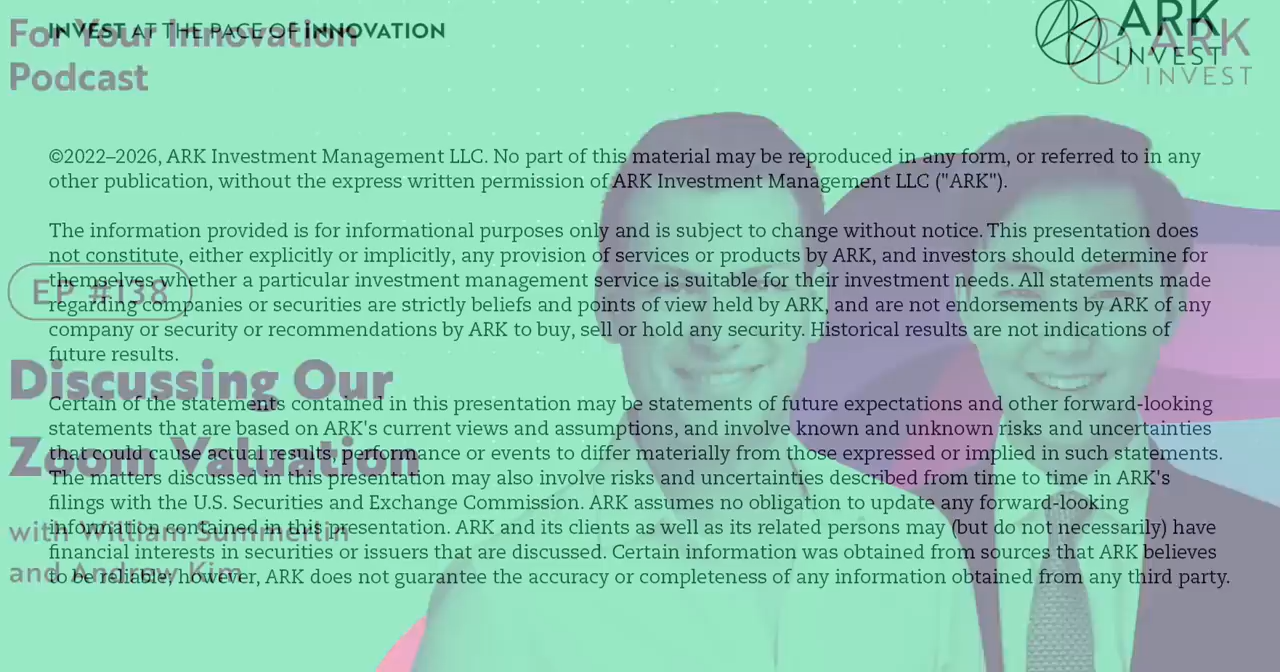 For Your Innovation
Podcast
EP #138
Discussing Our
Zoom Valuation
with William Summerlin
and Andrew Kim
INVEST AT THE PACE OF INNOVATION
ARK
INVEST
ARK
INVEST
©2022–2026, ARK Investment Management LLC. No part of this material may be reproduced in any form, or referred to in any
other publication, without the express written permission of ARK Investment Management LLC ("ARK").
The information provided is for informational purposes only and is subject to change without notice. This presentation does
not constitute, either explicitly or implicitly, any provision of services or products by ARK, and investors should determine for
themselves whether a particular investment management service is suitable for their investment needs. All statements made
regarding companies or securities are strictly beliefs and points of view held by ARK, and are not endorsements by ARK of any
company or security or recommendations by ARK to buy, sell or hold any security. Historical results are not indications of
future results.
Certain of the statements contained in this presentation may be statements of future expectations and other forward-looking
statements that are based on ARK's current views and assumptions, and involve known and unknown risks and uncertainties
that could cause actual results, performance or events to differ materially from those expressed or implied in such statements.
The matters discussed in this presentation may also involve risks and uncertainties described from time to time in ARK's
filings with the U.S. Securities and Exchange Commission. ARK assumes no obligation to update any forward-looking
information contained in this presentation. ARK and its clients as well as its related persons may (but do not necessarily) have
financial interests in securities or issuers that are discussed. Certain information was obtained from sources that ARK believes
to be reliable; however, ARK does not guarantee the accuracy or completeness of any information obtained from any third party.